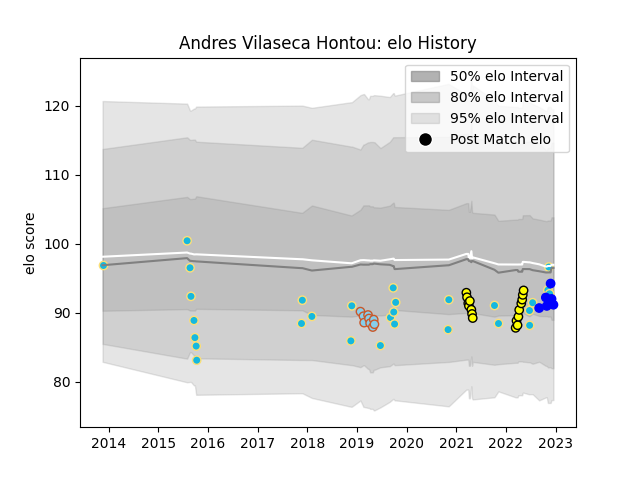 Andres Vilaseca Hontou: elo History
50% elo Interval
80% elo Interval
95% elo Interval
Post Match elo
elo score
120
110
100
90
80
2014 2015 2016 2017 2018 2019 2020 2021 2022 2023